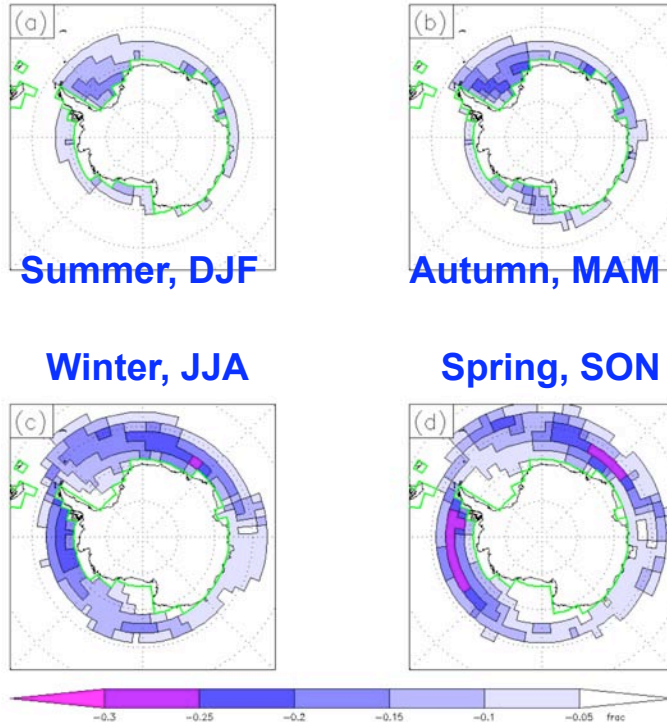 (a) (b)
Summer, DJF Autumn, MAM
Winter, JJA Spring, SON
(c) (d)
-0.3 -0.25 -0.2 -0.15 -0.1 -0.05 frac